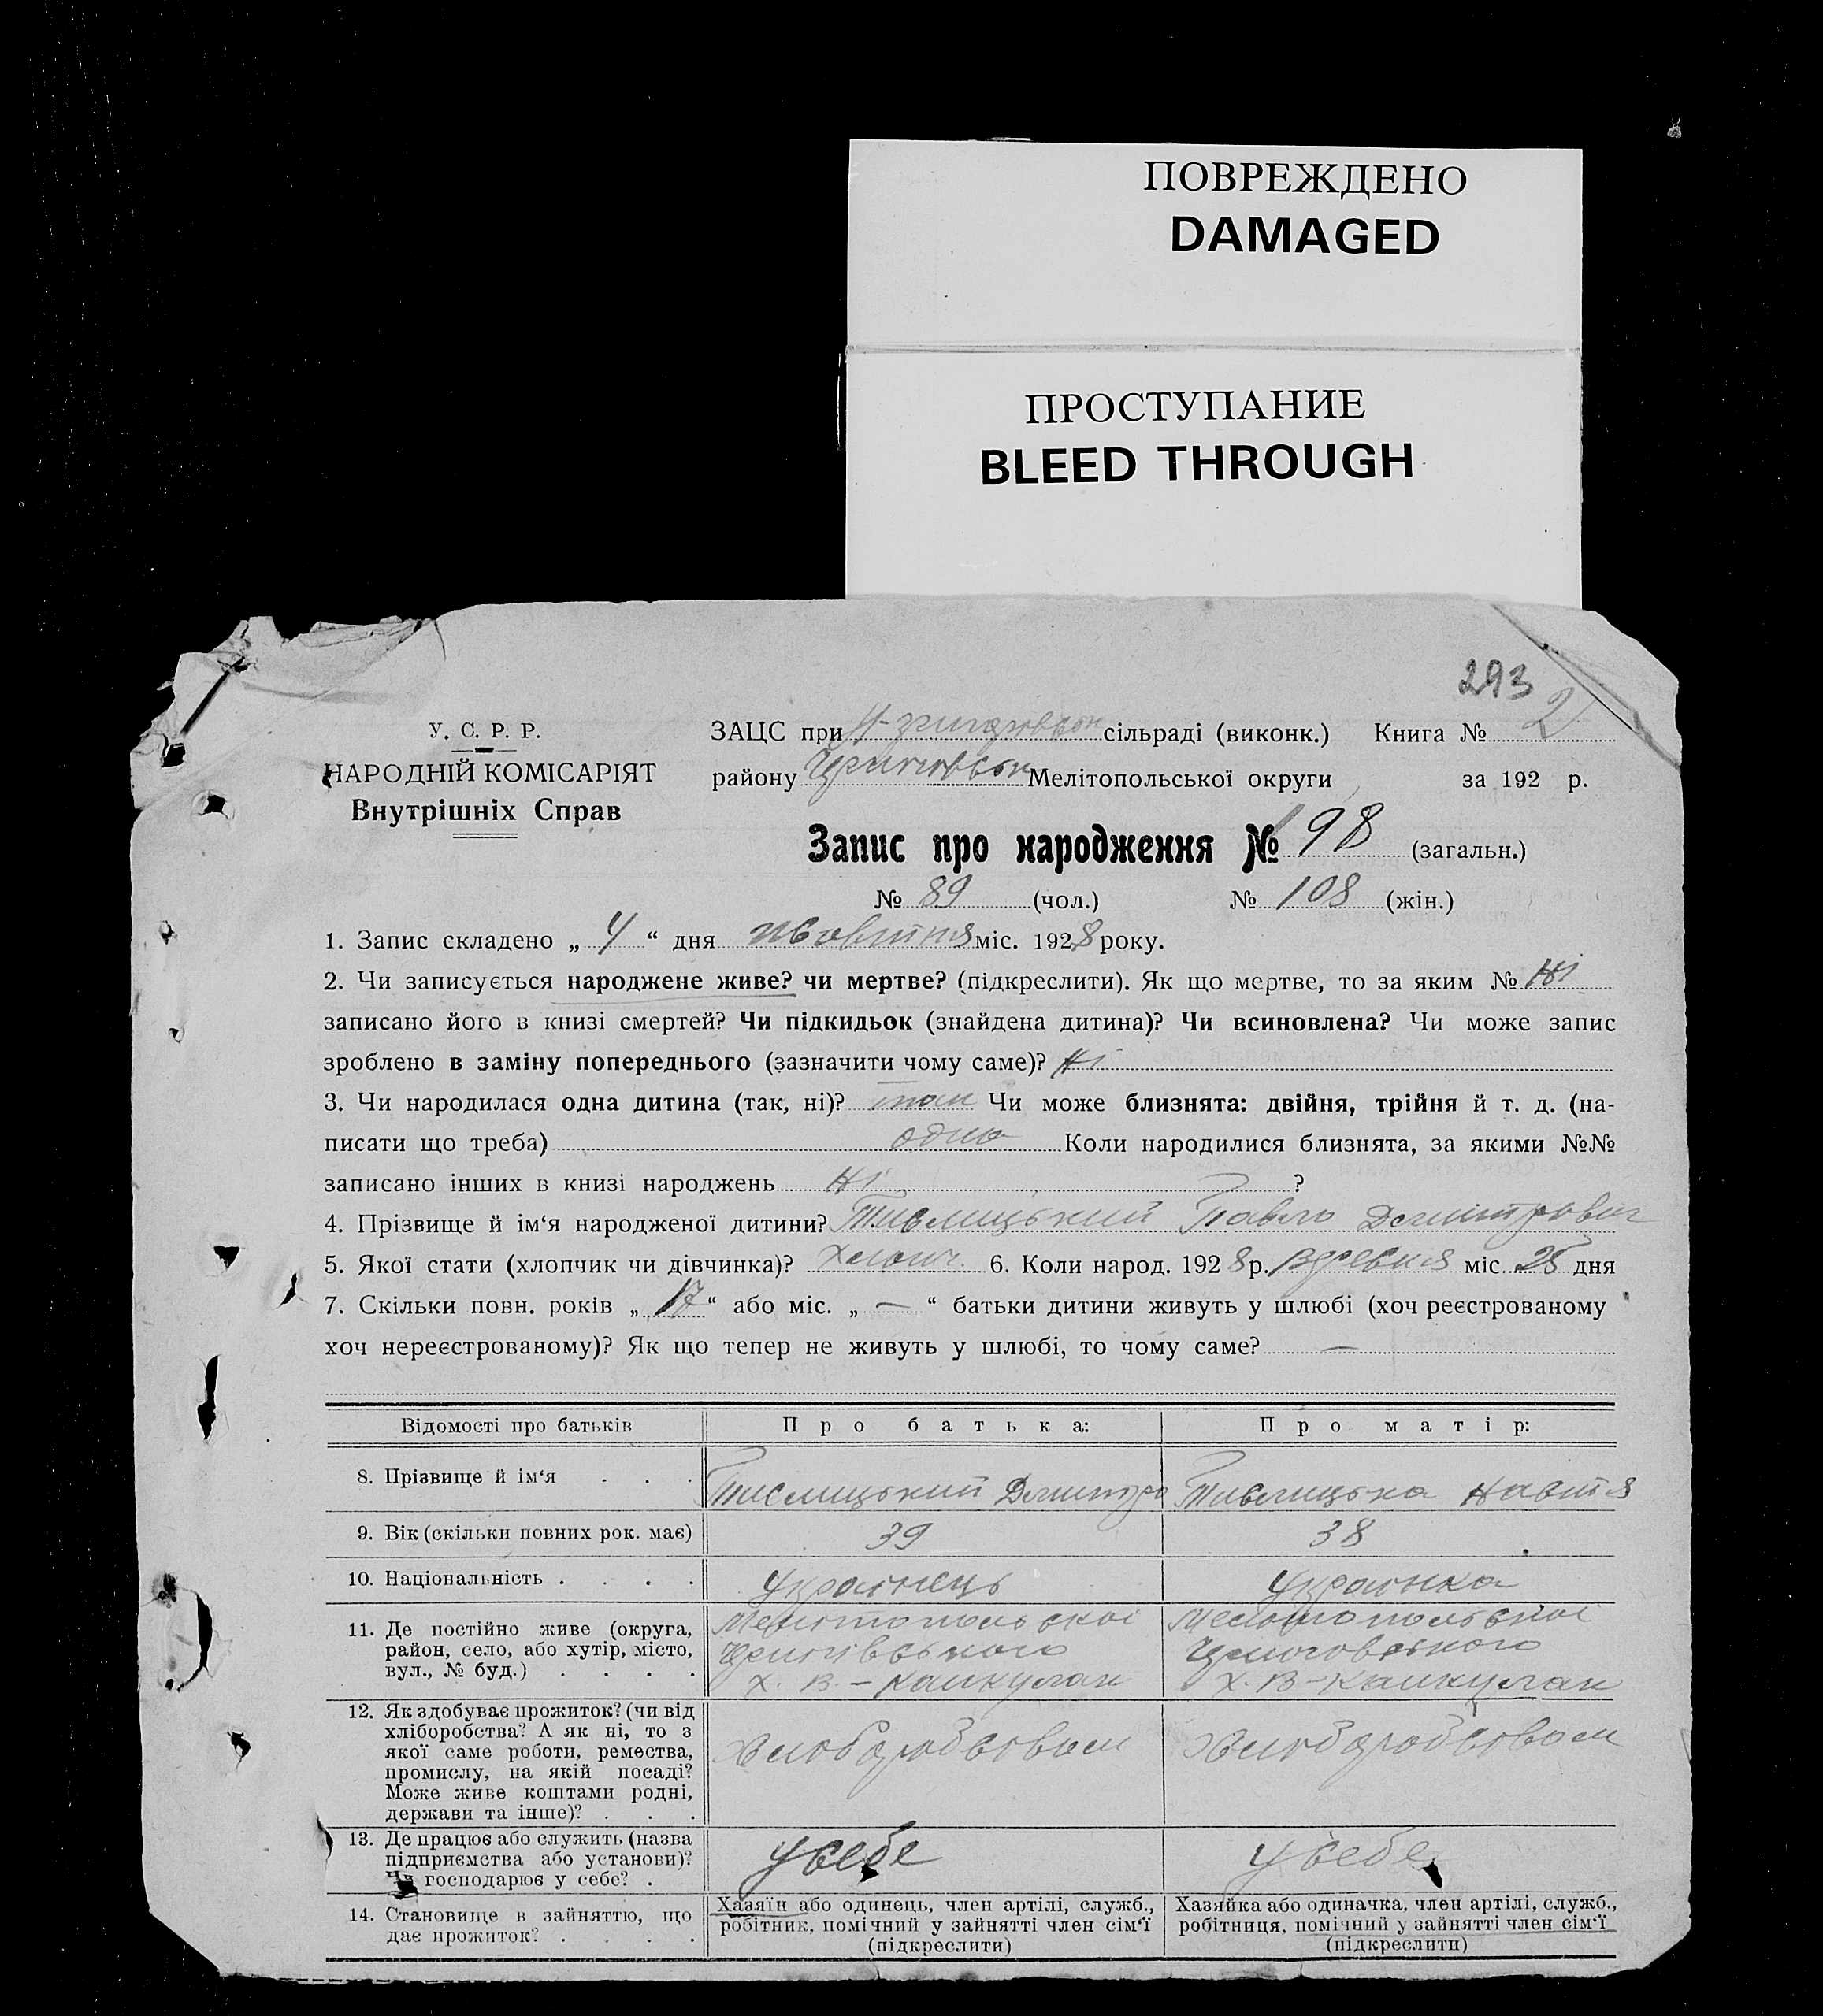 ПОВРЕЖДЕНО
DAMAGED
ПРОСТУПАНИЕ
BLEED THROUGH
293
У. С. Р. Р.
НАРОДНІЙ КОМІСАРІЯТ
Внутрішніх Справ
ЗАЦС при сільраді (виконк.) Книга № 2
району Мелітопольської округи за 192 р.
Запис про народження № 198 (загальн.)
№ 89 (чол.) № 108 (жін.)
1. Запис складено „ 4 “ дня жовтня міс. 1928 року.
2. Чи записується народжене живе? чи мертве? (підкреслити). Як що мертве, то за яким № Ні
записано його в книзі смертей? Чи підкидьок (знайдена дитина)? Чи всиновлена? Чи може запис
зроблено в заміну попереднього (зазначити чому саме)? Ні
3. Чи народилася одна дитина (так, ні)? так Чи може близнята: двійня, трійня й т. д. (на-
писати що треба) одно Коли народилися близнята, за якими №№
записано інших в книзі народжень Ні ?
4. Прізвище й ім‘я народженої дитини? Павло Дмитрович
5. Якої стати (хлопчик чи дівчинка)? хлопч. 6. Коли народ. 1928 р. вересня міс. 25 дня
7. Скільки повн. років „ 17 “ або міс. „ — “ батьки дитини живуть у шлюбі (хоч реєстрованому
хоч нереєстрованому)? Як що тепер не живуть у шлюбі, то чому саме? —
Відомості про батьків Про батька: Про матір:
8. Прізвище й ім‘я . . . Дмитро
9. Вік (скільки повних рок. має) 39 38
10. Національність . . . . Українець Українка
11. Де постійно живе (округа, Мелітопольскої Мелітопольської
район, село, або хутір, місто,
вул., № буд.) . . . . х. В.-Каинкулак х. В-Каинкулак
12. Як здобуває прожиток? (чи від
хліборобства? А як ні, то з
якої саме роботи, ремества,
промислу, на якій посаді?
Може живе коштами родні,
держави та інше)? . . .
13. Де працює або служить (назва
підприємства або установи)? у себе у себе
Чи господарює у себе? .
14. Становище в зайняттю, що
дає прожиток? . . . .
Хазяїн або одинець, член артілі, служб.,
робітник, помічний у зайнятті член сім‘ї
(підкреслити)
Хазяйка або одиначка, член артілі, служб.,
робітниця, помічний у зайнятті член сім‘ї
(підкреслити)